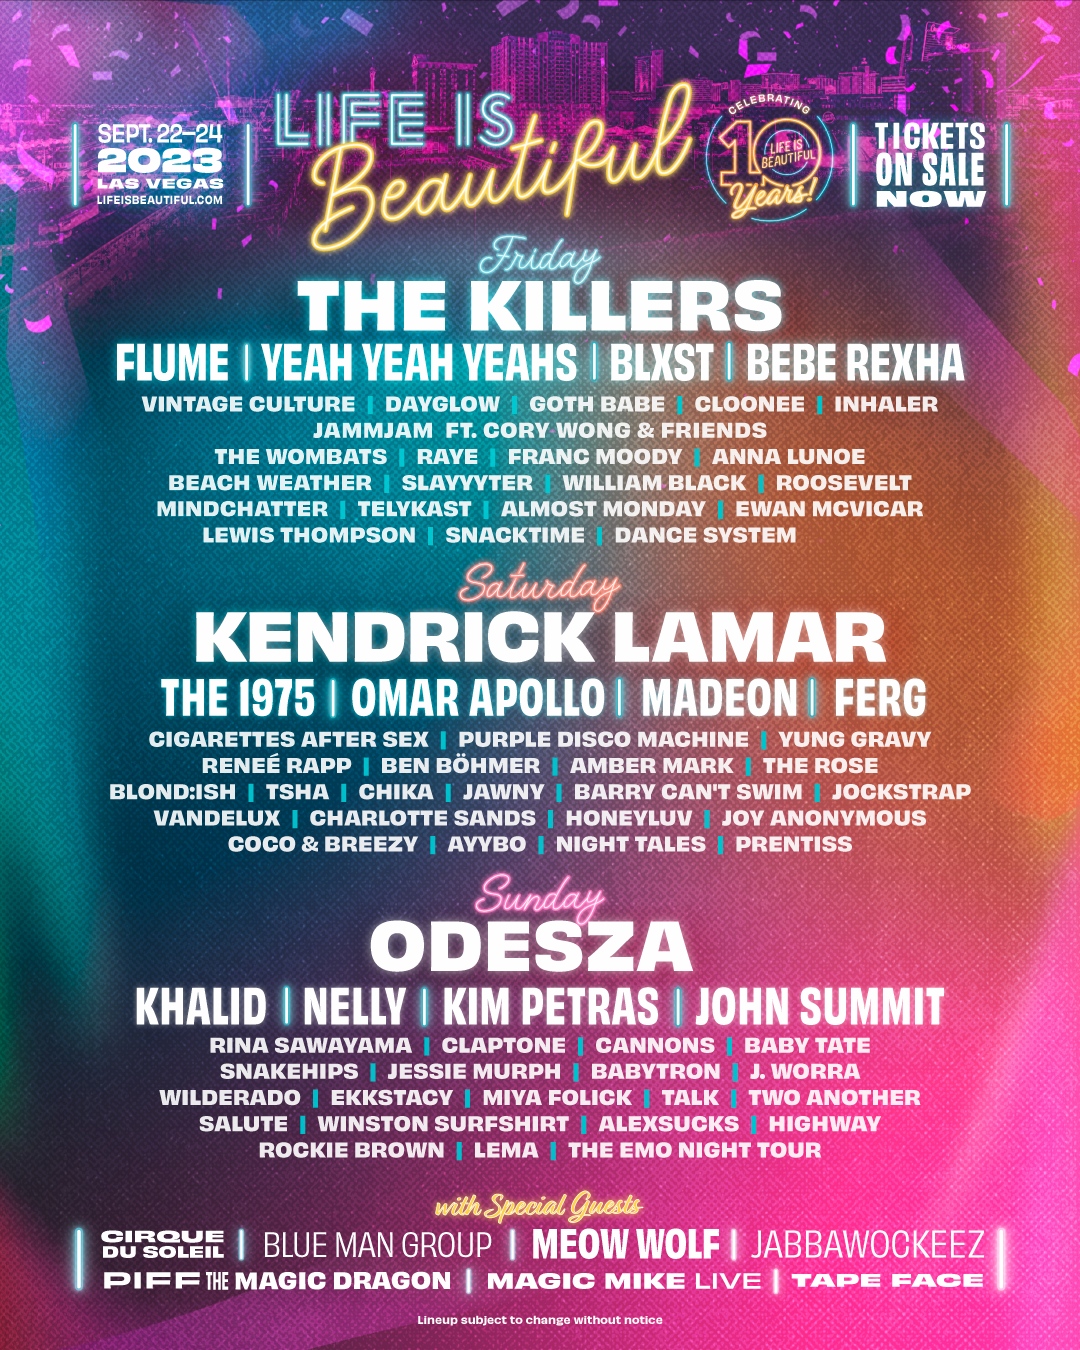 SEPT. 22–24
2023
LAS VEGAS
LIFEISBEAUTIFUL.COM
LIFE IS
Beautiful
CELEBRATING
10
LIFE IS
BEAUTIFUL
Years!
TICKETS
ON SALE
NOW
Friday
THE KILLERS
FLUME | YEAH YEAH YEAHS | BLXST | BEBE REXHA
VINTAGE CULTURE | DAYGLOW | GOTH BABE | CLOONEE | INHALER
JAMMJAM FT. CORY WONG & FRIENDS
THE WOMBATS | RAYE | FRANC MOODY | ANNA LUNOE
BEACH WEATHER | SLAYYYTER | WILLIAM BLACK | ROOSEVELT
MINDCHATTER | TELYKAST | ALMOST MONDAY | EWAN MCVICAR
LEWIS THOMPSON | SNACKTIME | DANCE SYSTEM
Saturday
KENDRICK LAMAR
THE 1975 | OMAR APOLLO | MADEON | FERG
CIGARETTES AFTER SEX | PURPLE DISCO MACHINE | YUNG GRAVY
RENEÉ RAPP | BEN BÖHMER | AMBER MARK | THE ROSE
BLOND:ISH | TSHA | CHIKA | JAWNY | BARRY CAN'T SWIM | JOCKSTRAP
VANDELUX | CHARLOTTE SANDS | HONEYLUV | JOY ANONYMOUS
COCO & BREEZY | AYYBO | NIGHT TALES | PRENTISS
Sunday
ODESZA
KHALID | NELLY | KIM PETRAS | JOHN SUMMIT
RINA SAWAYAMA | CLAPTONE | CANNONS | BABY TATE
SNAKEHIPS | JESSIE MURPH | BABYTRON | J. WORRA
WILDERADO | EKKSTACY | MIYA FOLICK | TALK | TWO ANOTHER
SALUTE | WINSTON SURFSHIRT | ALEXSUCKS | HIGHWAY
ROCKIE BROWN | LEMA | THE EMO NIGHT TOUR
with Special Guests
CIRQUE DU SOLEIL | BLUE MAN GROUP | MEOW WOLF | JABBAWOCKEEZ
PIFF THE MAGIC DRAGON | MAGIC MIKE LIVE | TAPE FACE
Lineup subject to change without notice